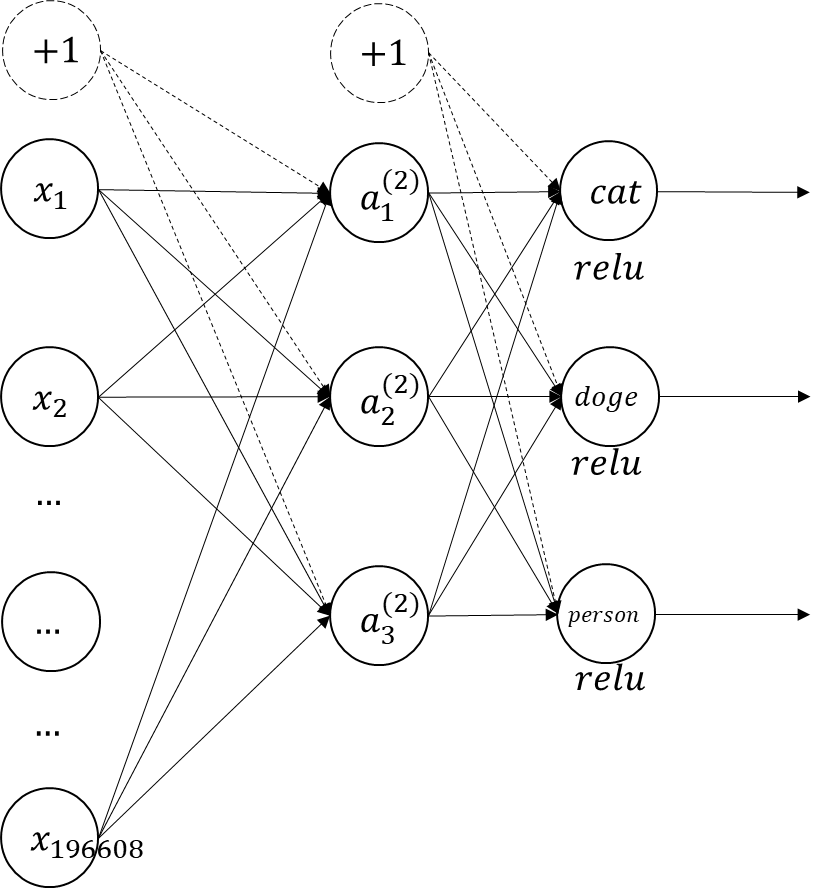 +1 +1
x₁ a₁⁽²⁾ cat
relu
x₂ a₂⁽²⁾ doge
relu
...
... a₃⁽²⁾ person
relu
...
x₁₉₆₆₀₈